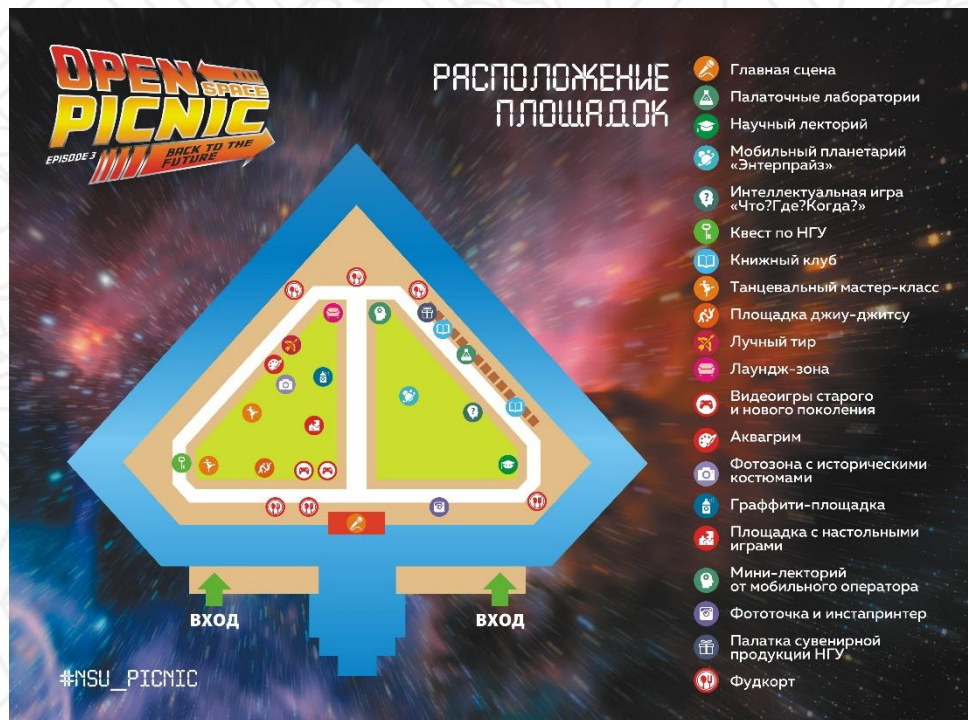 OPEN
SPACE
PICNIC
EPISODE 3
BACK TO THE
FUTURE
РАСПОЛОЖЕНИЕ
ПЛОЩАДОК
Главная сцена
Палаточные лаборатории
Научный лекторий
Мобильный планетарий
«Энтерпрайз»
Интеллектуальная игра
«Что?Где?Когда?»
Квест по НГУ
Книжный клуб
Танцевальный мастер-класс
Площадка джиу-джитсу
Лучный тир
Лаундж-зона
Видеоигры старого
и нового поколения
Аквагрим
Фотозона с историческими
костюмами
Граффити-площадка
Площадка с настольными
играми
Мини-лекторий
от мобильного оператора
Фототочка и инстапринтер
Палатка сувенирной
продукции НГУ
Фудкорт
ВХОД
ВХОД
#NSU_PICNIC